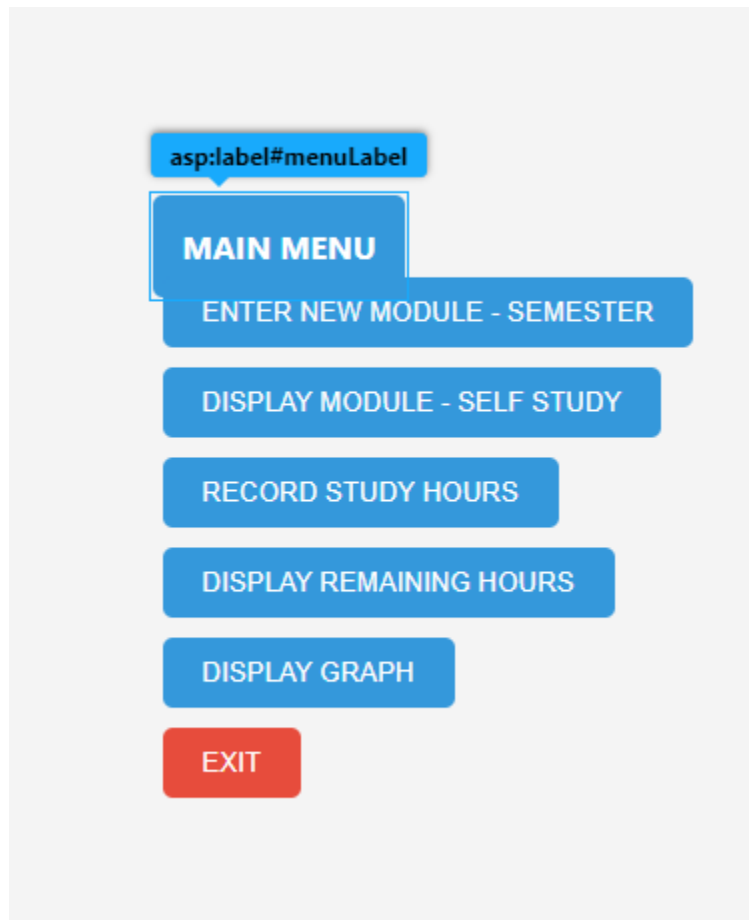 asp:label#menuLabel
MAIN MENU
ENTER NEW MODULE - SEMESTER
DISPLAY MODULE - SELF STUDY
RECORD STUDY HOURS
DISPLAY REMAINING HOURS
DISPLAY GRAPH
EXIT